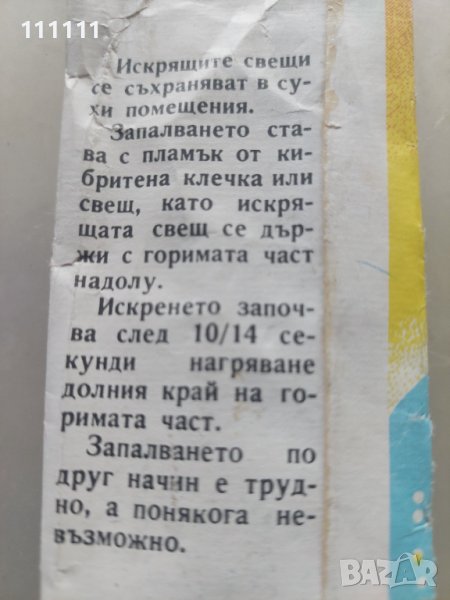 111111
Искрящите свещи
се съхраняват в су-
хи помещения.
Запалването ста-
ва с пламък от ки-
бритена клечка или
свещ, като искря-
щата свещ се дър-
жи с горимата част
надолу.
Искренето започ-
ва след 10/14 се-
кунди нагряване
долния край на го-
римата част.
Запалването по
друг начин е труд-
но, а понякога не-
възможно.
BAZAR